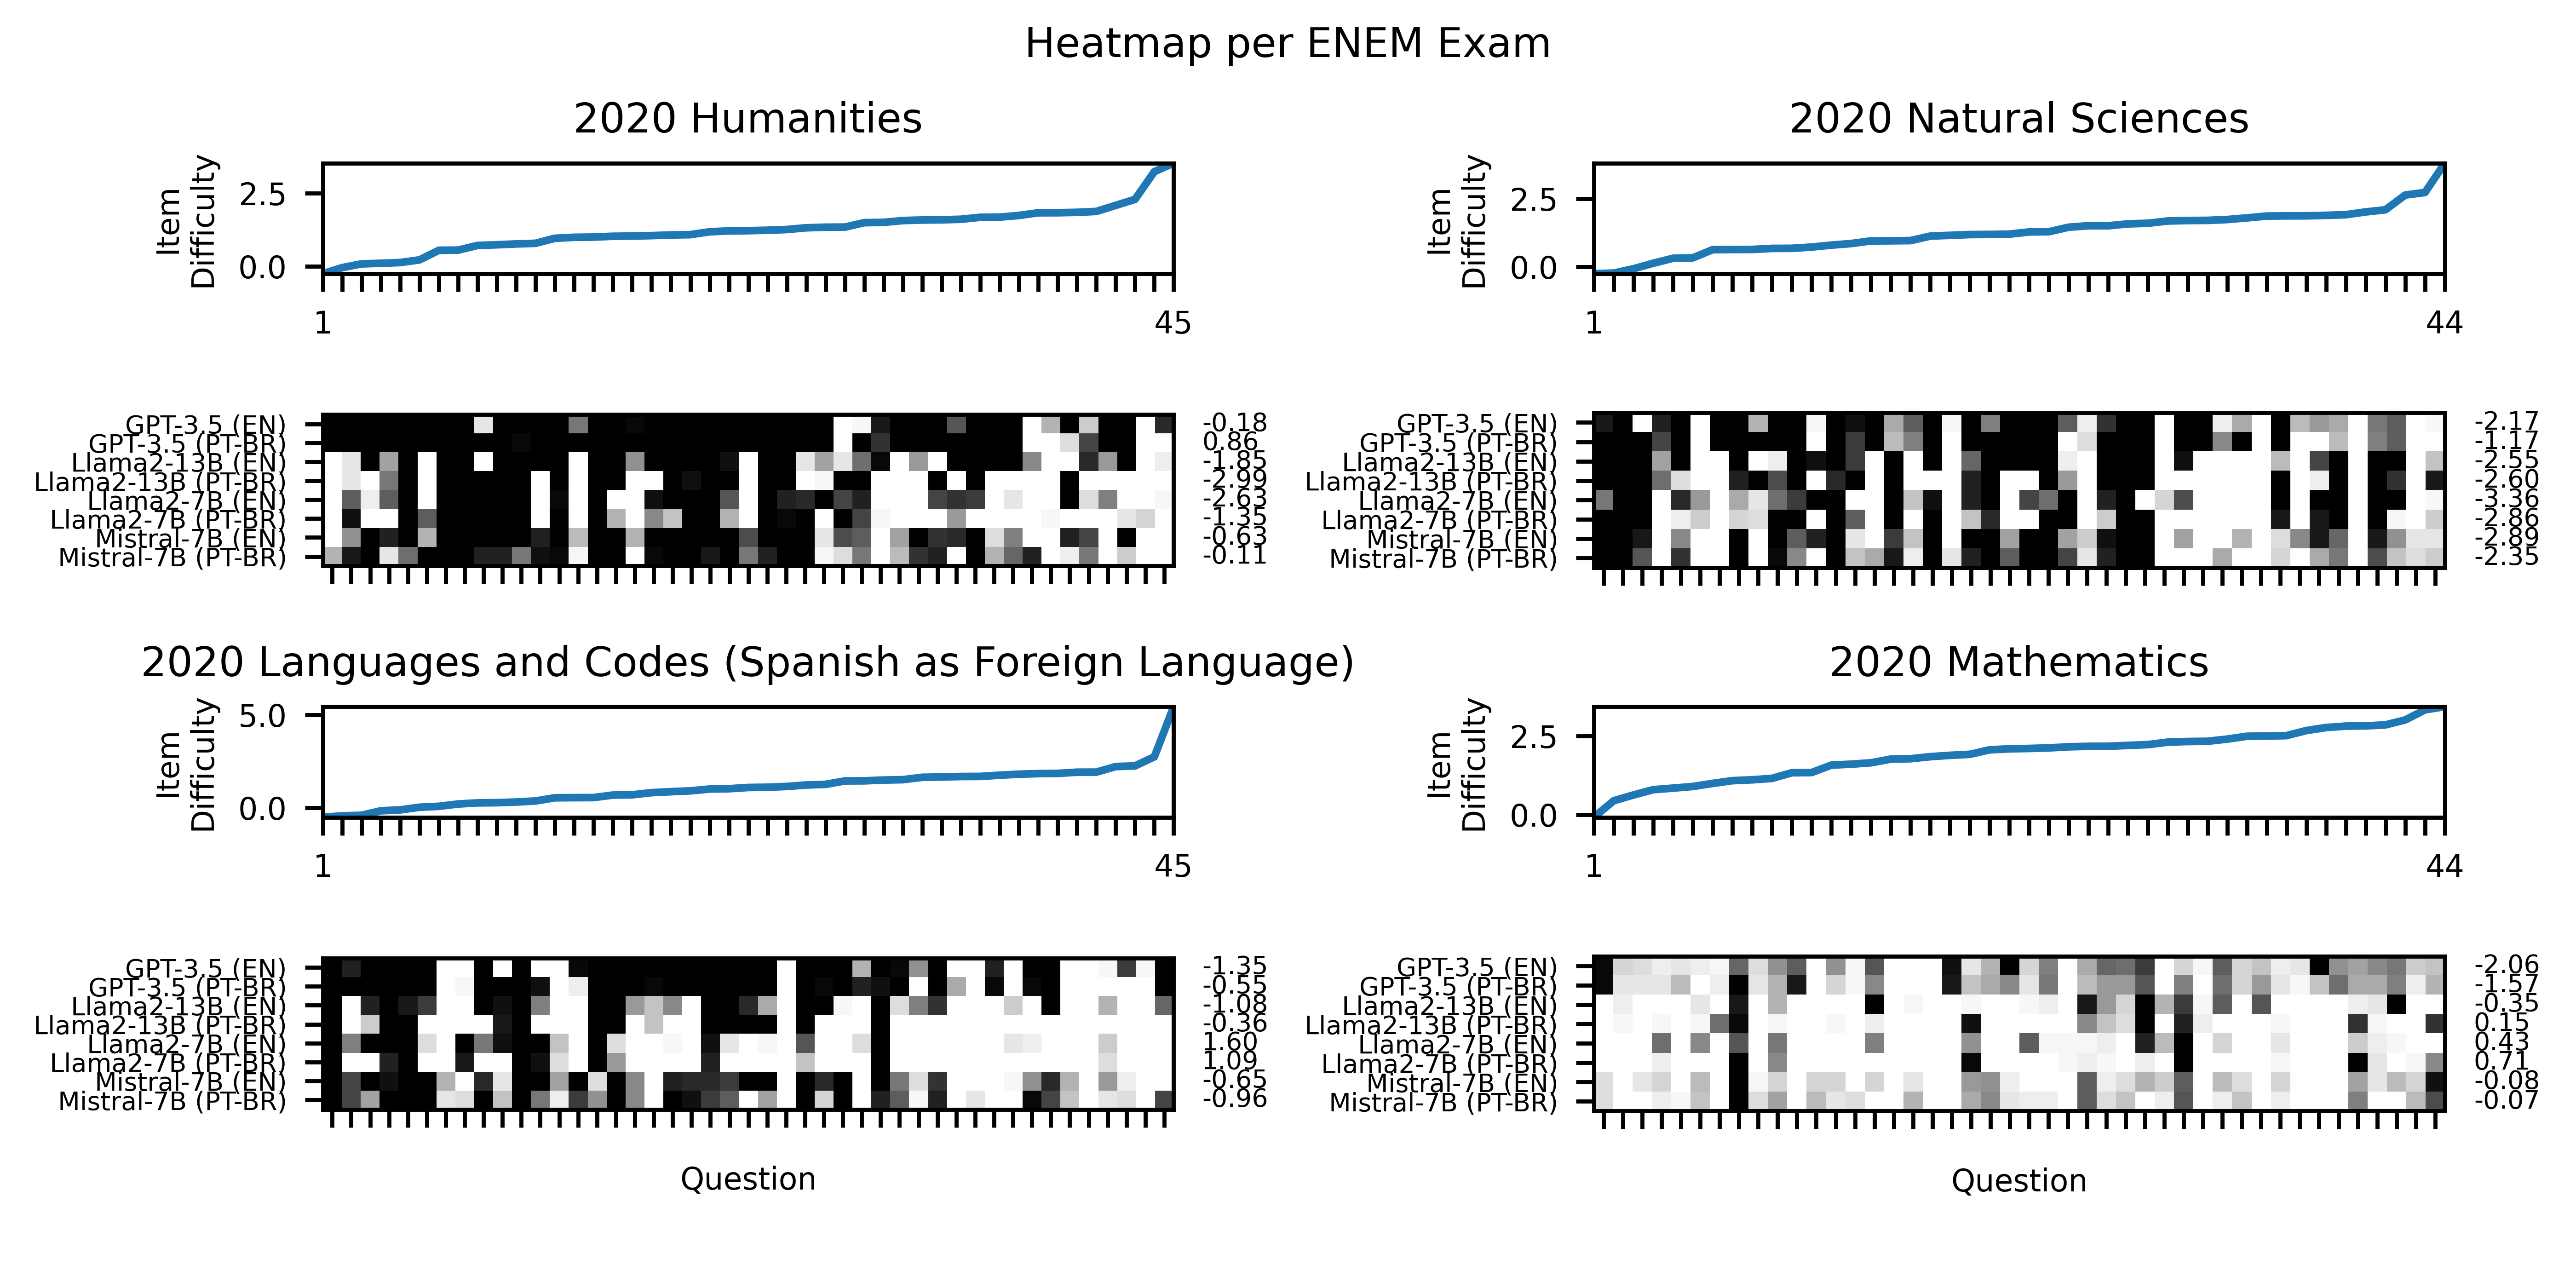 Heatmap per ENEM Exam
2020 Humanities
Item
Difficulty
2.5
0.0
1
45
GPT-3.5 (EN) -0.18
GPT-3.5 (PT-BR) 0.86
Llama2-13B (EN) -1.85
Llama2-13B (PT-BR) -2.99
Llama2-7B (EN) -2.63
Llama2-7B (PT-BR) -1.35
Mistral-7B (EN) -0.63
Mistral-7B (PT-BR) -0.11
2020 Natural Sciences
Item
Difficulty
2.5
0.0
1
44
GPT-3.5 (EN) -2.17
GPT-3.5 (PT-BR) -1.17
Llama2-13B (EN) -2.55
Llama2-13B (PT-BR) -2.60
Llama2-7B (EN) -3.36
Llama2-7B (PT-BR) -2.86
Mistral-7B (EN) -2.89
Mistral-7B (PT-BR) -2.35
2020 Languages and Codes (Spanish as Foreign Language)
Item
Difficulty
5.0
0.0
1
45
GPT-3.5 (EN) -1.35
GPT-3.5 (PT-BR) -0.55
Llama2-13B (EN) -1.08
Llama2-13B (PT-BR) -0.36
Llama2-7B (EN) 1.60
Llama2-7B (PT-BR) 1.09
Mistral-7B (EN) -0.65
Mistral-7B (PT-BR) -0.96
Question
2020 Mathematics
Item
Difficulty
2.5
0.0
1
44
GPT-3.5 (EN) -2.06
GPT-3.5 (PT-BR) -1.57
Llama2-13B (EN) -0.35
Llama2-13B (PT-BR) 0.15
Llama2-7B (EN) 0.43
Llama2-7B (PT-BR) 0.71
Mistral-7B (EN) -0.08
Mistral-7B (PT-BR) -0.07
Question